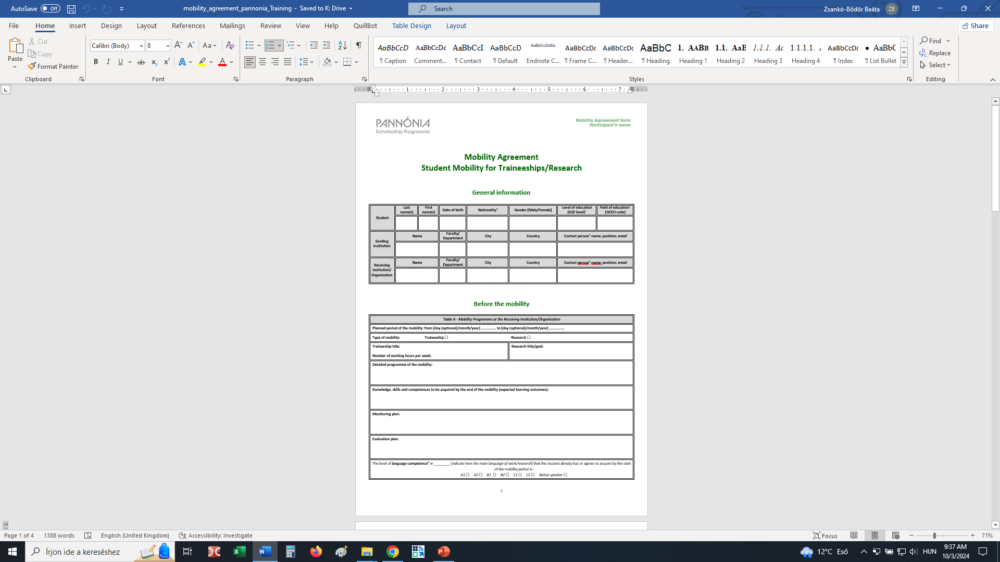 AutoSave Off mobility_agreement_pannonia_Training - Saved to K: Drive Search Zsankó-Bődör Beáta ZB
File Home Insert Design Layout References Mailings Review View Help QuillBot Table Design Layout Share
Paste Cut Copy Format Painter
Calibri (Body) 8
AaBbCcD AaBbCcDd AaBbCcI AaBbCcD AaBbCcDdEe AaBbCcDc AaBbCcDc AaBbC 1. AABB 1.1. AaB 1.1.1. Ac 1.1.1.1. A AaBbCcDc AaBbC
¶ Caption Comment... ¶ Contact ¶ Default Endnote C... ¶ Frame C... ¶ Header... ¶ Heading Heading 1 Heading 2 Heading 3 Heading 4 ¶ Index ¶ List Bullet
Find
Replace
Select
Clipboard Font Paragraph Styles Editing
1 2 3 4 5 6 7
PANNÓNIA
Scholarship Programme
Mobility Agreement form
Participant's name
Mobility Agreement
Student Mobility for Traineeships/Research
General information
Student
Last name(s) First name(s) Date of birth Nationality1 Gender [Male/Female] Level of education (EQF level)2 Field of education3 (ISCED code)
Sending Institution
Name Faculty/ Department City Country Contact person4 name; position; email
Receiving Institution/ Organisation
Name Faculty/ Department City Country Contact person5 name; position; email
Before the mobility
Table A - Mobility Programme at the Receiving Institution/Organisation
Planned period of the mobility: from [day (optional)/month/year] ............... to [day (optional)/month/year] ...............
Type of mobility: Traineeship ☐ Research ☐
Traineeship title: Research title/goal:
Number of working hours per week:
Detailed programme of the mobility:
Knowledge, skills and competences to be acquired by the end of the mobility (expected learning outcomes):
Monitoring plan:
Evaluation plan:
The level of language competence6 in ________ [indicate here the main language of work/research] that the student already has or agrees to acquire by the start
of the mobility period is:
A1 ☐ A2 ☐ B1 ☐ B2 ☐ C1 ☐ C2 ☐ Native speaker ☐
1
Page 1 of 4 1388 words English (United Kingdom) Accessibility: Investigate Focus 71%
Írjon ide a kereséshez 12°C Eső HUN 9:37 AM
10/3/2024